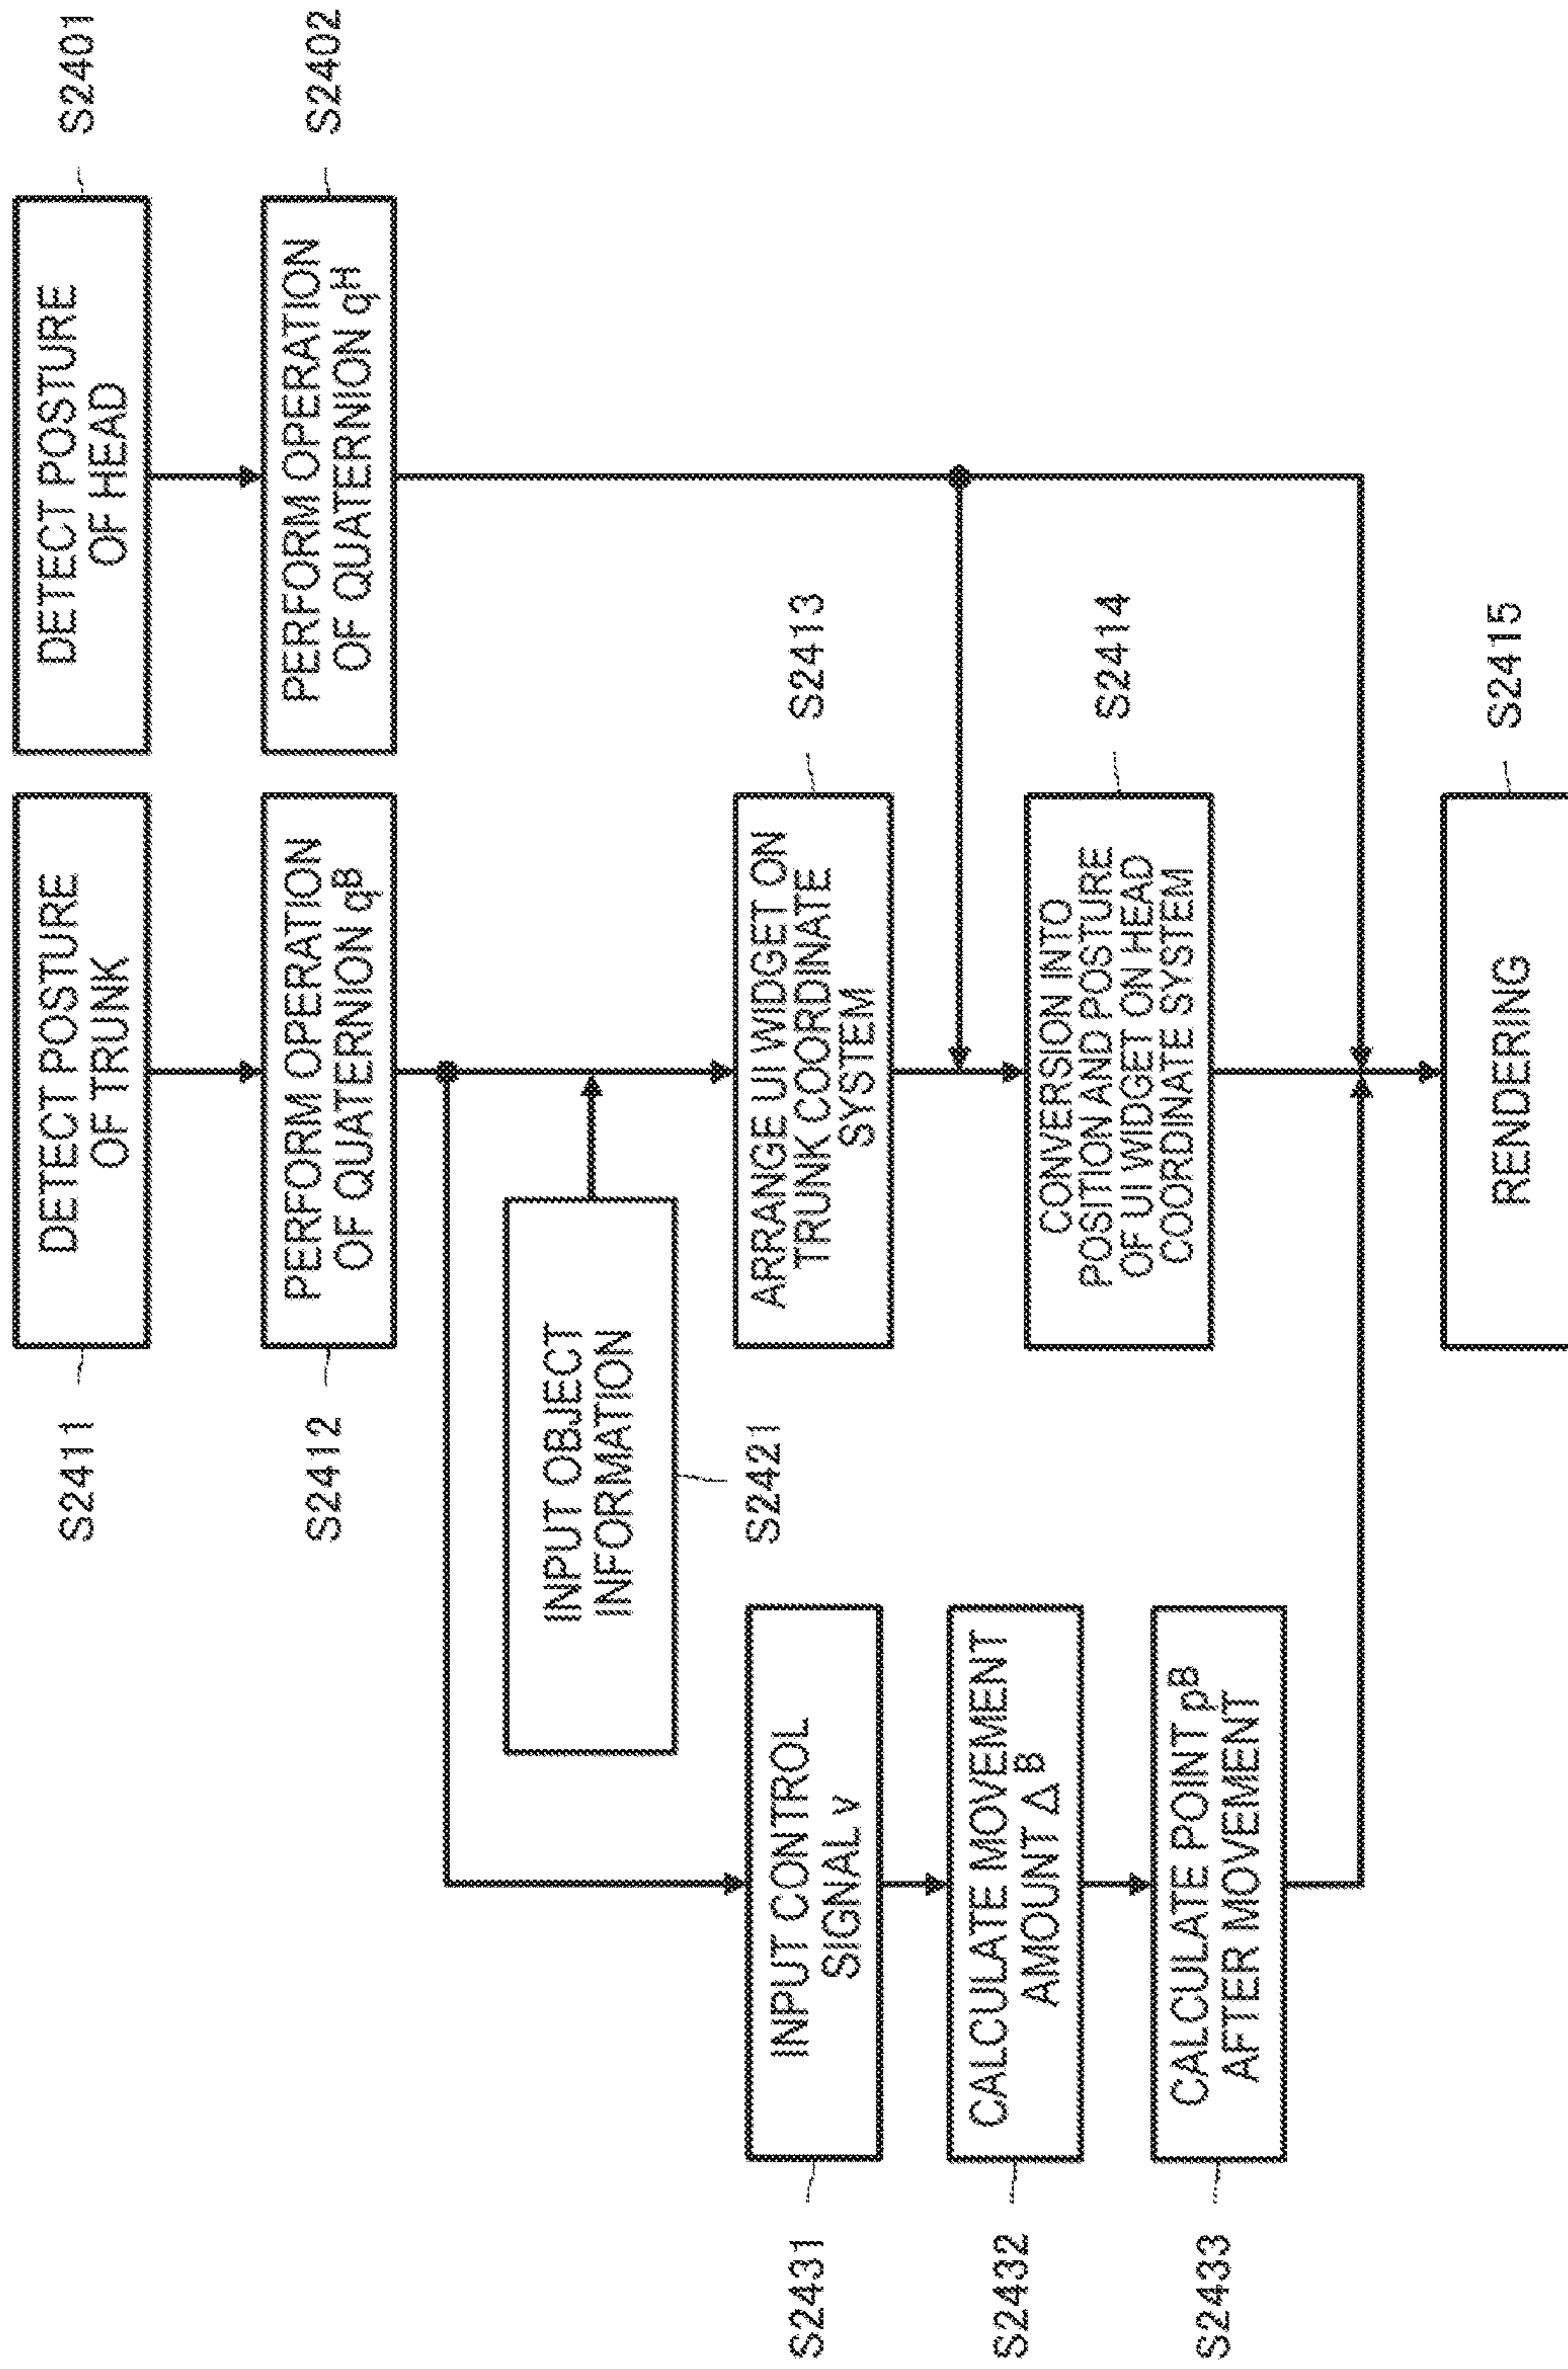 S2411
DETECT POSTURE
OF TRUNK
DETECT POSTURE
OF HEAD
S2401
S2412
PERFORM OPERATION
OF QUATERNION qᴮ
PERFORM OPERATION
OF QUATERNION qᴴ
S2402
INPUT OBJECT
INFORMATION
S2421
S2431
INPUT CONTROL
SIGNAL v
ARRANGE UI WIDGET ON
TRUNK COORDINATE
SYSTEM
S2413
S2432
CALCULATE MOVEMENT
AMOUNT Δᴮ
CONVERSION INTO
POSITION AND POSTURE
OF UI WIDGET ON HEAD
COORDINATE SYSTEM
S2414
S2433
CALCULATE POINT pᴮ
AFTER MOVEMENT
RENDERING
S2415